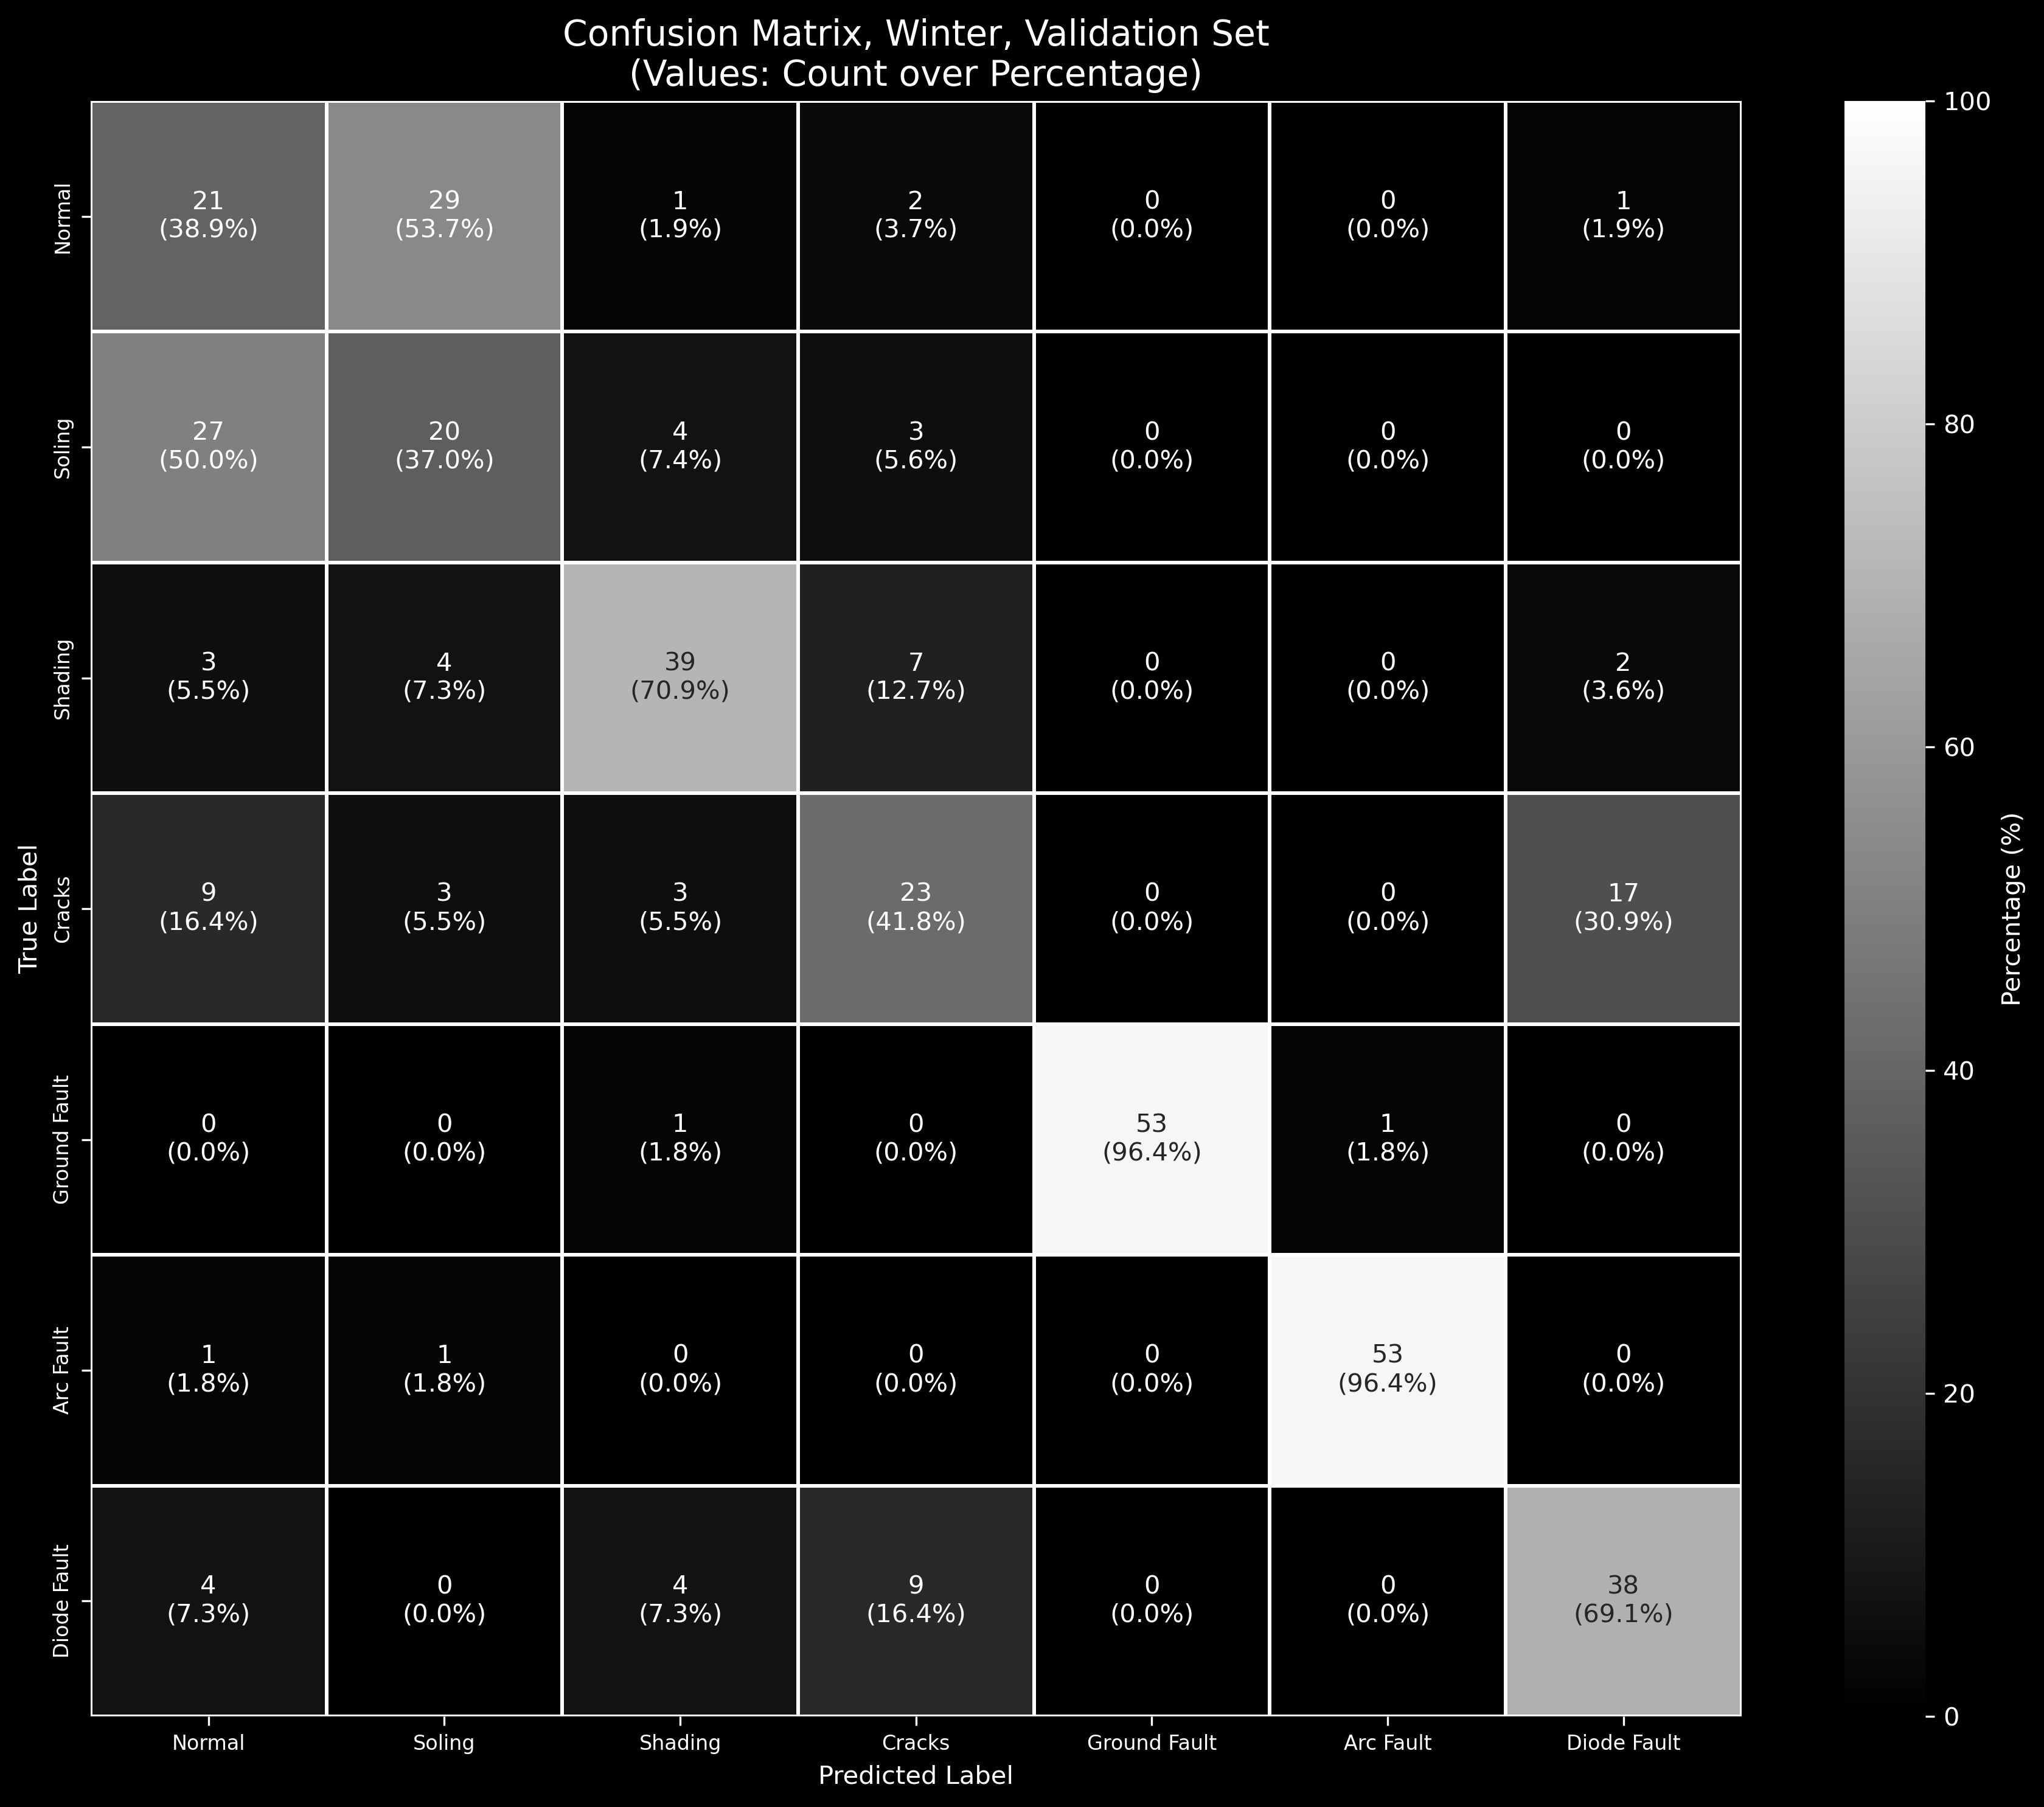 Confusion Matrix, Winter, Validation Set
(Values: Count over Percentage)
True Label
Normal
21 29 1 2 0 0 1
(38.9%) (53.7%) (1.9%) (3.7%) (0.0%) (0.0%) (1.9%)
Soling
27 20 4 3 0 0 0
(50.0%) (37.0%) (7.4%) (5.6%) (0.0%) (0.0%) (0.0%)
Shading
3 4 39 7 0 0 2
(5.5%) (7.3%) (70.9%) (12.7%) (0.0%) (0.0%) (3.6%)
Cracks
9 3 3 23 0 0 17
(16.4%) (5.5%) (5.5%) (41.8%) (0.0%) (0.0%) (30.9%)
Ground Fault
0 0 1 0 53 1 0
(0.0%) (0.0%) (1.8%) (0.0%) (96.4%) (1.8%) (0.0%)
Arc Fault
1 1 0 0 0 53 0
(1.8%) (1.8%) (0.0%) (0.0%) (0.0%) (96.4%) (0.0%)
Diode Fault
4 0 4 9 0 0 38
(7.3%) (0.0%) (7.3%) (16.4%) (0.0%) (0.0%) (69.1%)
Normal Soling Shading Cracks Ground Fault Arc Fault Diode Fault
Predicted Label
100
80
60
40
20
0
Percentage (%)